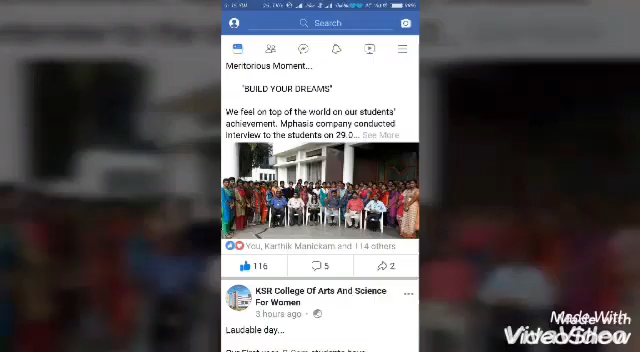 Search
Meritorious Moment...
"BUILD YOUR DREAMS"
We feel on top of the world on our students'
achievement. Mphasis company conducted
Interview to the students on 29.0... See More
You, Karthik Manickam and 114 others
116
5
2
KSR College Of Arts And Science
For Women
3 hours ago
Laudable day...
Made With
VideoShow